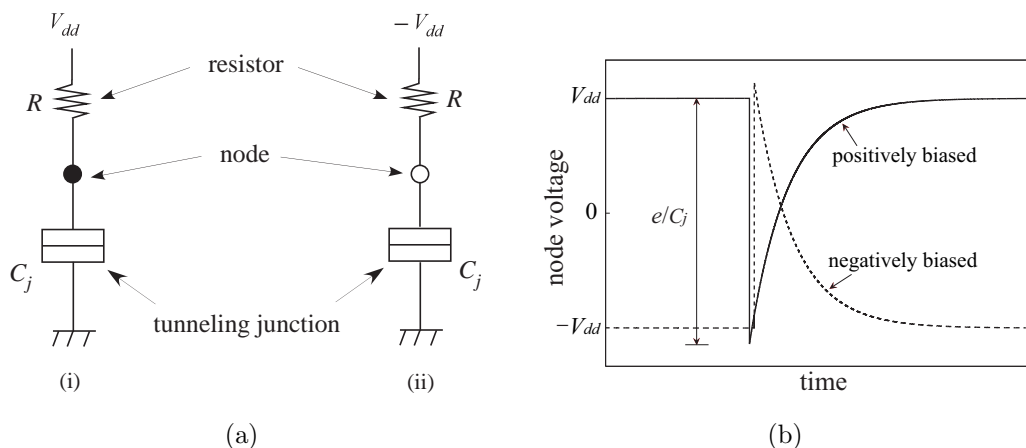 V_dd
−V_dd
resistor
R
R
node
C_j
C_j
tunneling junction
(i)
(ii)
(a)
V_dd
positively biased
node voltage
0
e/C_j
negatively biased
−V_dd
time
(b)